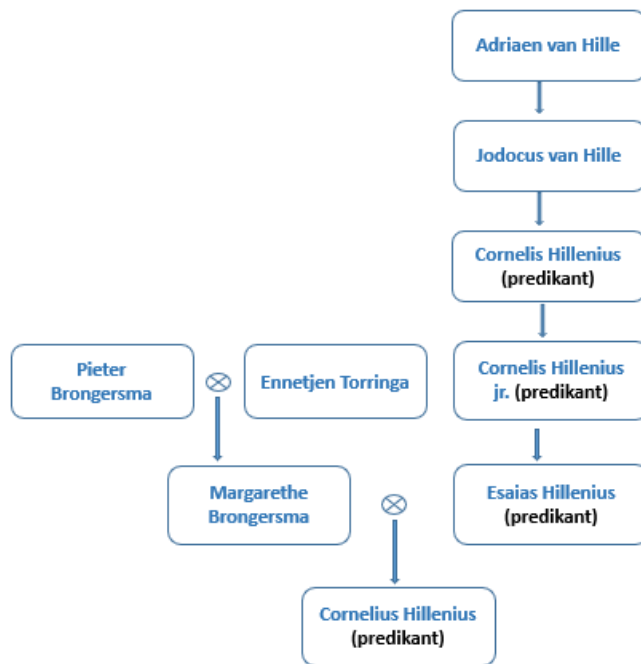 Adriaen van Hille
Jodocus van Hille
Cornelis Hillenius
(predikant)
Pieter
Brongersma
Ennetjen Torringa
Cornelis Hillenius
jr. (predikant)
Margarethe
Brongersma
Esaias Hillenius
(predikant)
Cornelius Hillenius
(predikant)